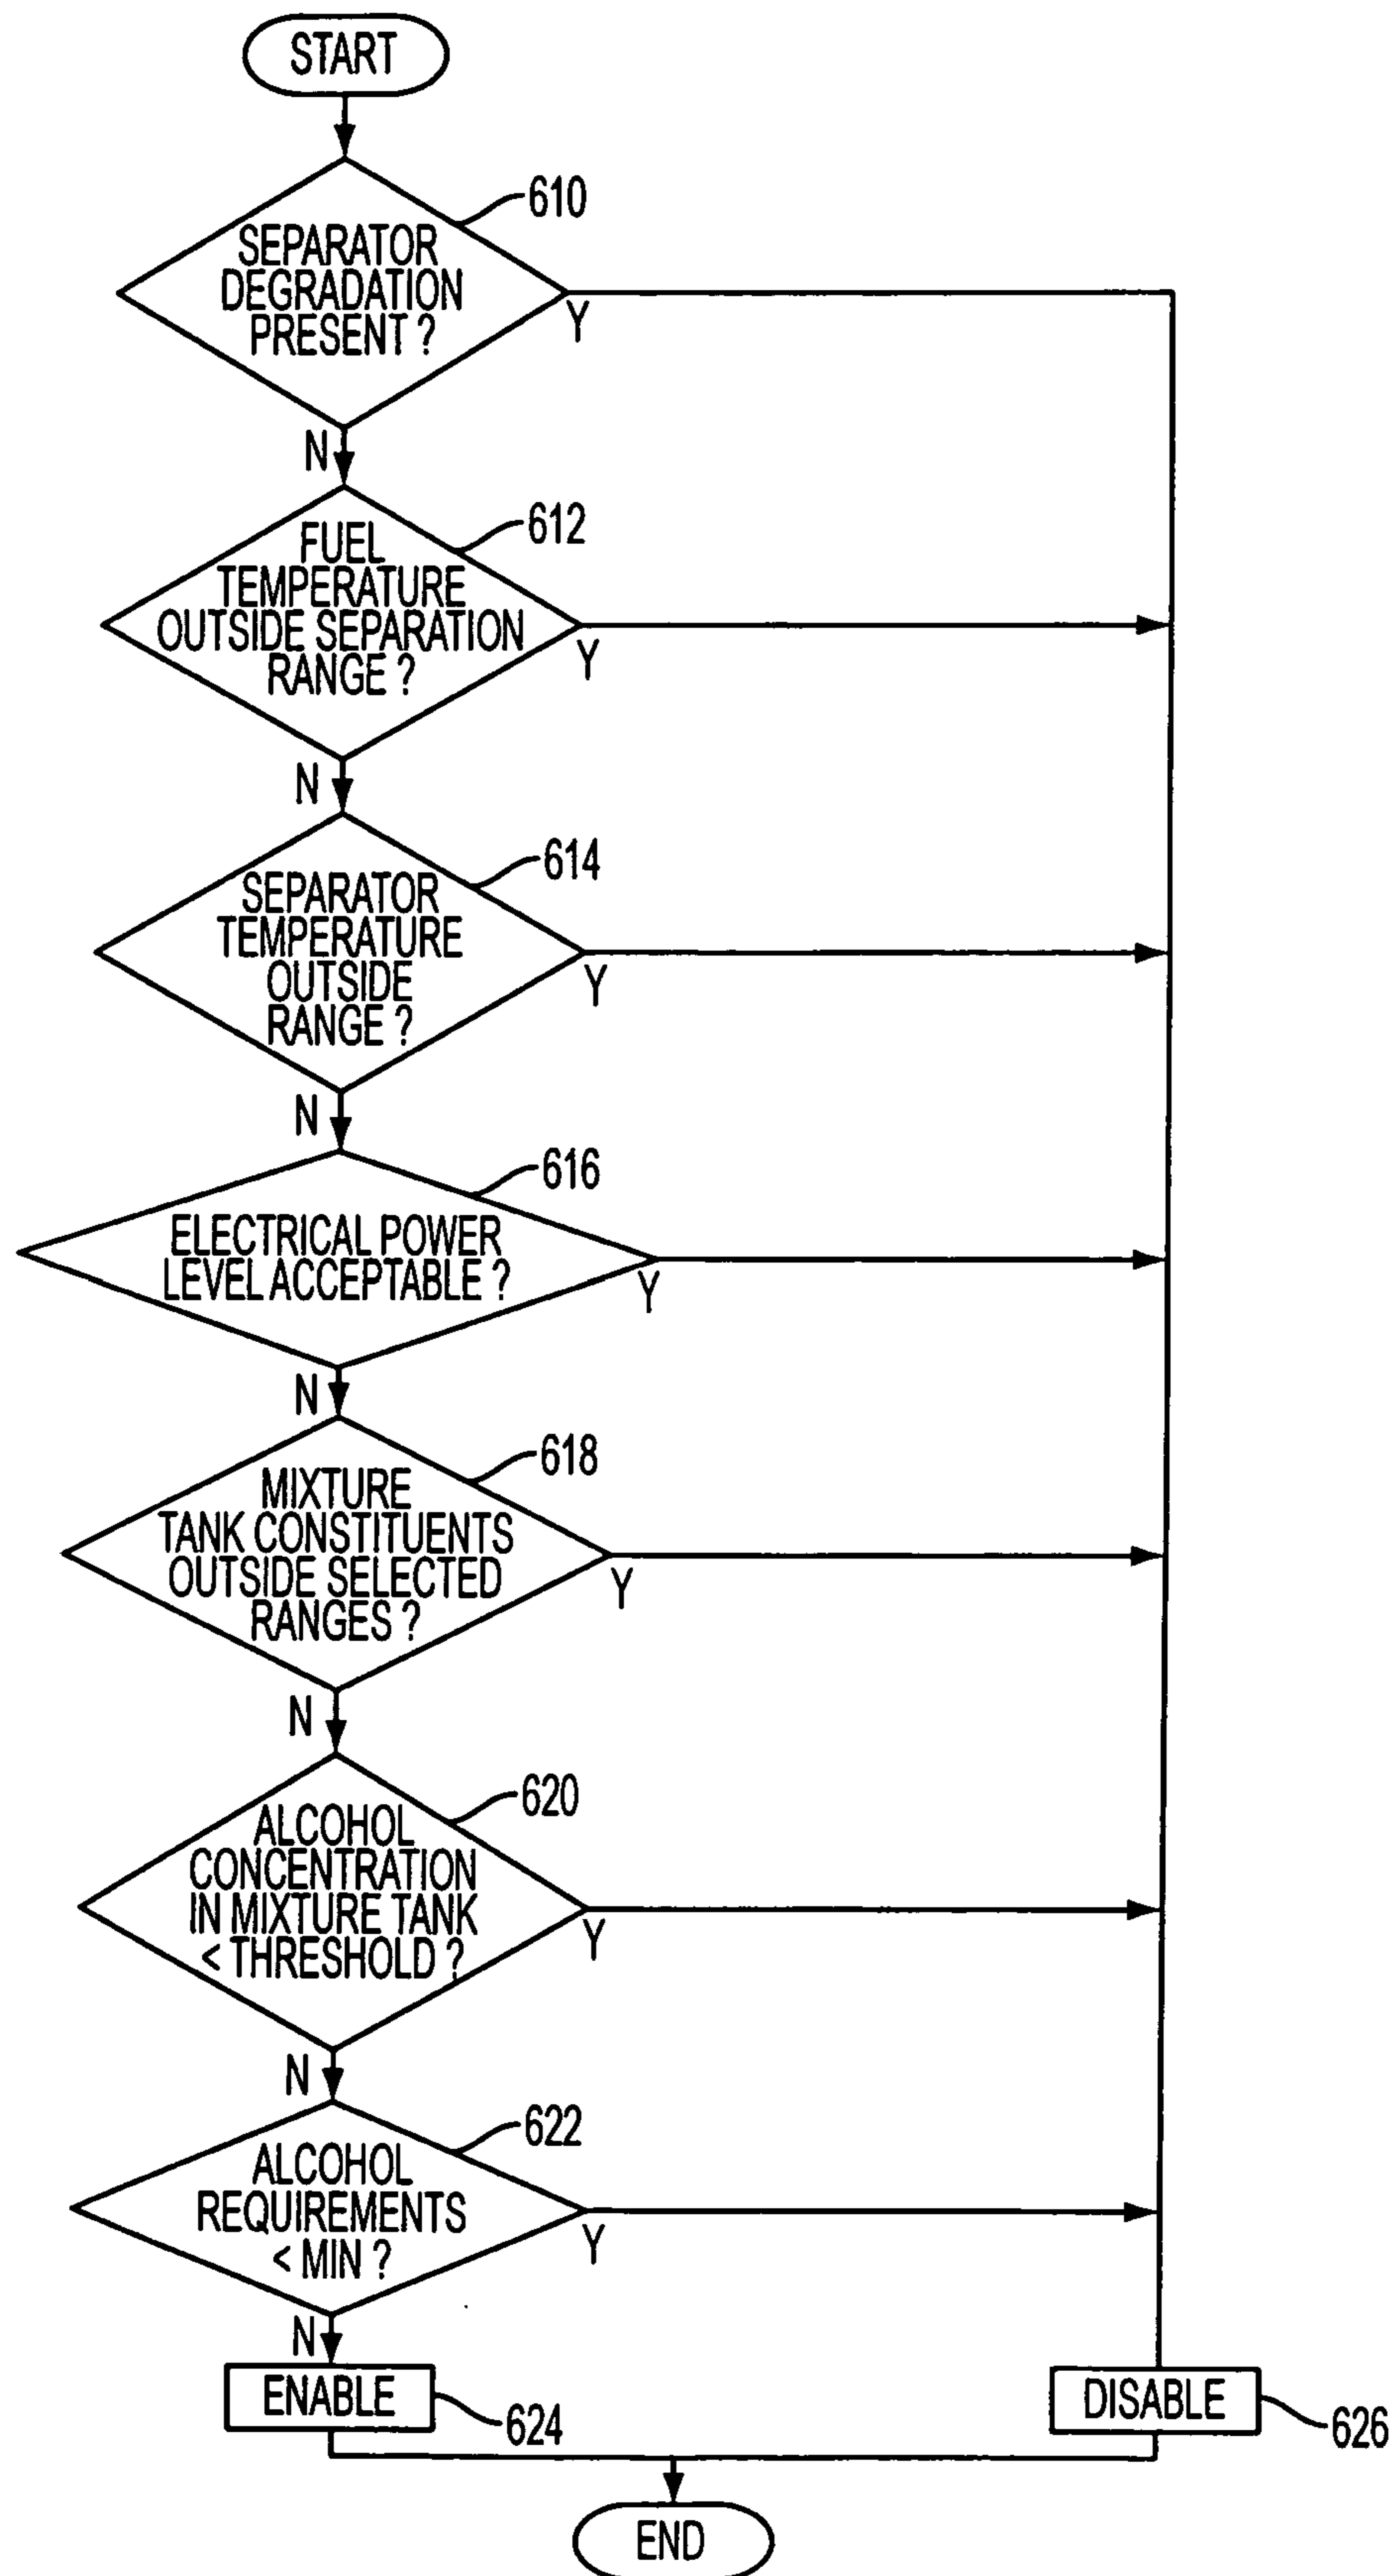 START
610
SEPARATOR
DEGRADATION
PRESENT ?
Y
N
612
FUEL
TEMPERATURE
OUTSIDE SEPARATION
RANGE ?
Y
N
614
SEPARATOR
TEMPERATURE
OUTSIDE
RANGE ?
Y
N
616
ELECTRICAL POWER
LEVEL ACCEPTABLE ?
Y
N
618
MIXTURE
TANK CONSTITUENTS
OUTSIDE SELECTED
RANGES ?
Y
N
620
ALCOHOL
CONCENTRATION
IN MIXTURE TANK
< THRESHOLD ?
Y
N
622
ALCOHOL
REQUIREMENTS
< MIN ?
Y
N
ENABLE
624
DISABLE
626
END